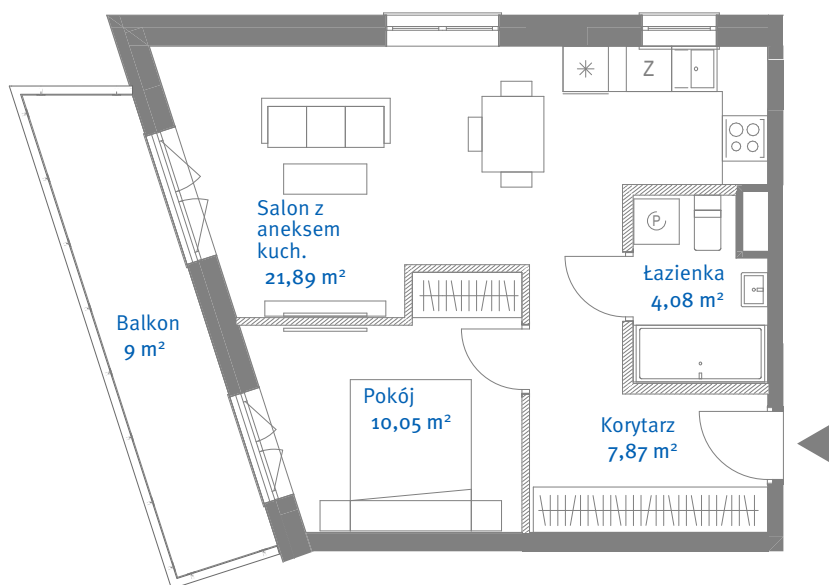 Z
Salon z
aneksem
kuch.
21,89 m²
P
Łazienka
4,08 m²
Balkon
9 m²
Pokój
10,05 m²
Korytarz
7,87 m²